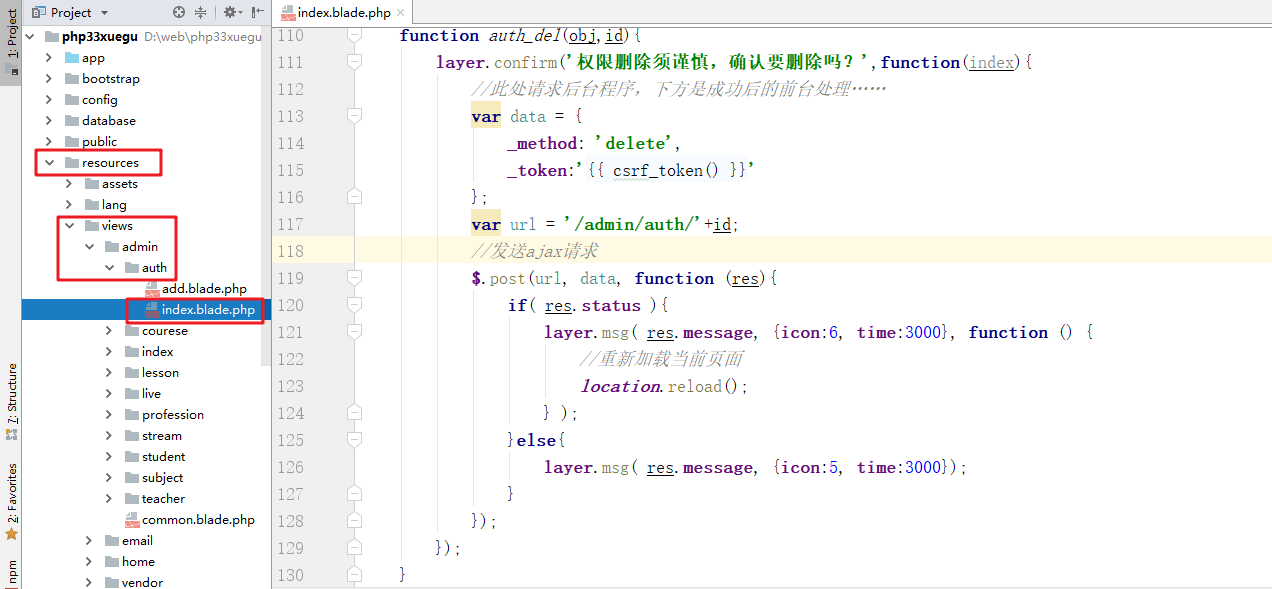 1: Project
7: Structure
2: Favorites
npm
Project
php33xuegu D:\web\php33xuegu
app
bootstrap
config
database
public
resources
assets
lang
views
admin
auth
add.blade.php
index.blade.php
courese
index
lesson
live
profession
stream
student
subject
teacher
common.blade.php
email
home
vendor
index.blade.php
110 function auth_del(obj,id){
111 layer.confirm('权限删除须谨慎，确认要删除吗？',function(index){
112 //此处请求后台程序，下方是成功后的前台处理……
113 var data = {
114 _method: 'delete',
115 _token:'{{ csrf_token() }}'
116 };
117 var url = '/admin/auth/'+id;
118 //发送ajax请求
119 $.post(url, data, function (res){
120 if( res.status ){
121 layer.msg( res.message, {icon:6, time:3000}, function () {
122 //重新加载当前页面
123 location.reload();
124 } );
125 }else{
126 layer.msg( res.message, {icon:5, time:3000});
127 }
128 });
129 });
130 }